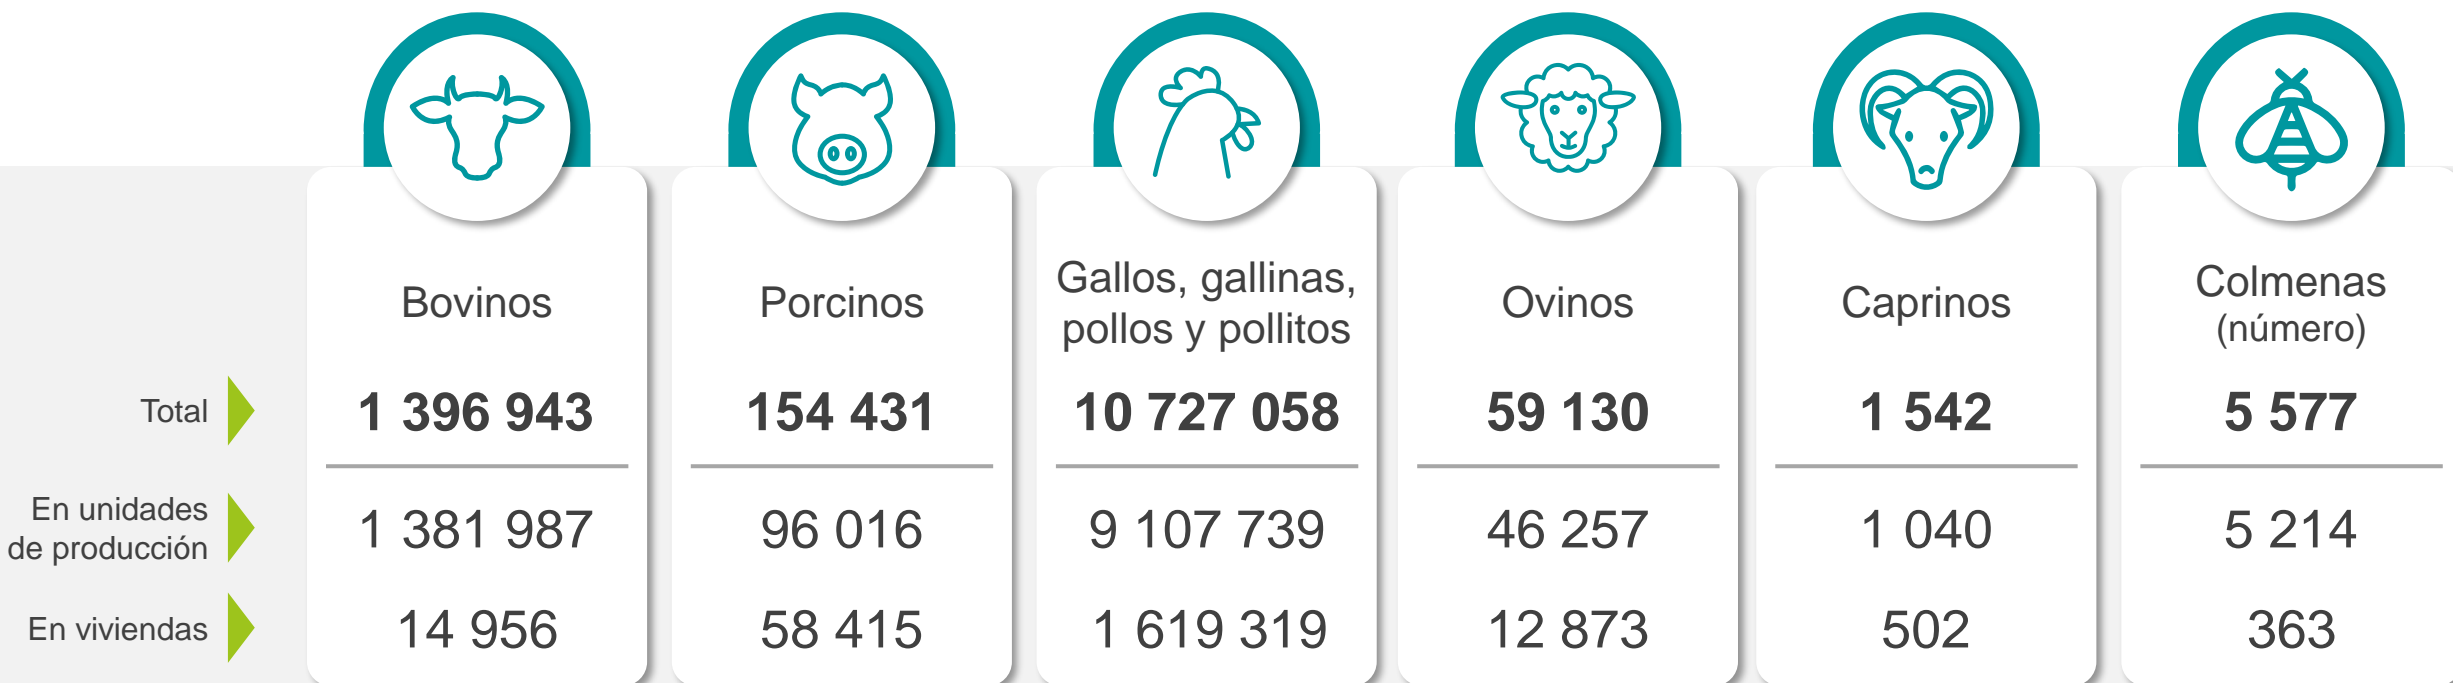 Bovinos
Porcinos
Gallos, gallinas,
pollos y pollitos
Ovinos
Caprinos
Colmenas
(número)
Total
1 396 943
154 431
10 727 058
59 130
1 542
5 577
En unidades
de producción
1 381 987
96 016
9 107 739
46 257
1 040
5 214
En viviendas
14 956
58 415
1 619 319
12 873
502
363